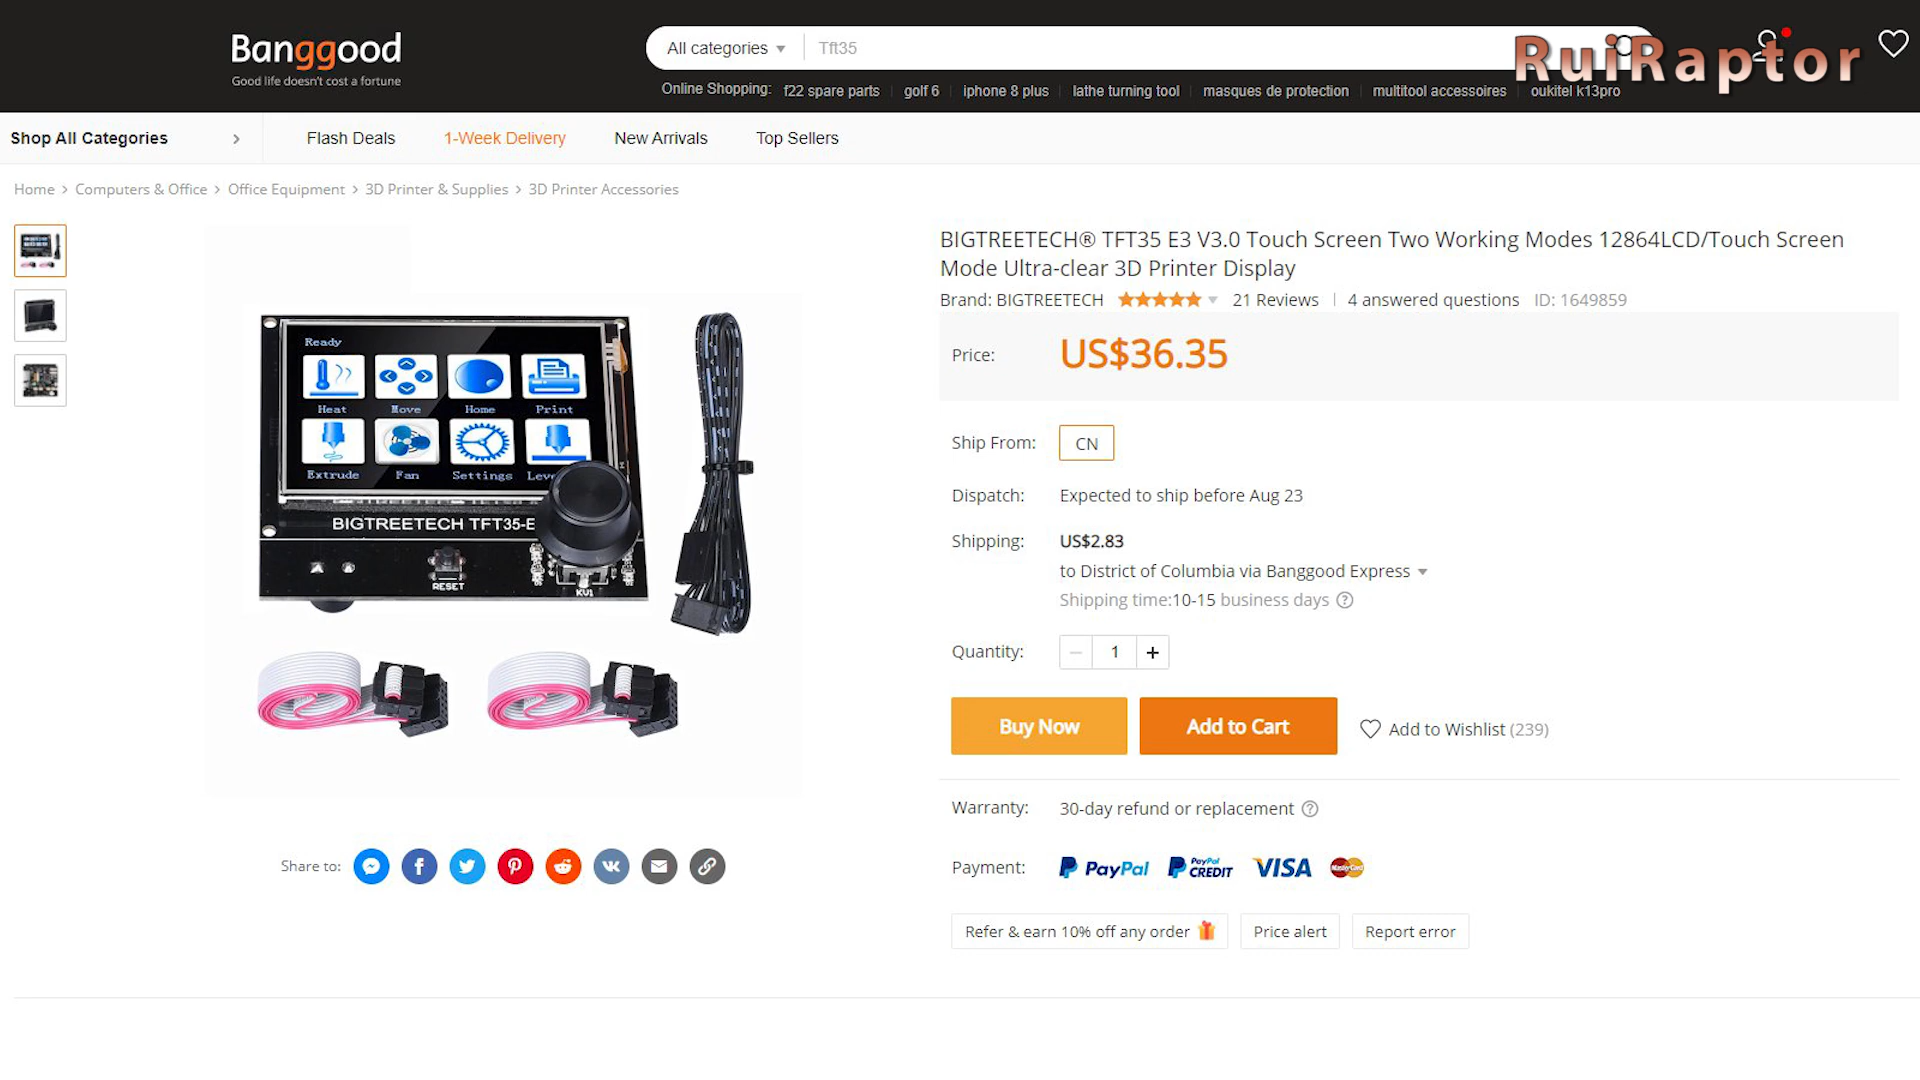 Banggood
Good life doesn't cost a fortune
All categories
Tft35
RuiRaptor
Online Shopping: f22 spare parts golf 6 iphone 8 plus lathe turning tool masques de protection multitool accessoires oukitel k13pro
Shop All Categories
Flash Deals
1-Week Delivery
New Arrivals
Top Sellers
Home > Computers & Office > Office Equipment > 3D Printer & Supplies > 3D Printer Accessories
BIGTREETECH® TFT35 E3 V3.0 Touch Screen Two Working Modes 12864LCD/Touch Screen
Mode Ultra-clear 3D Printer Display
Brand: BIGTREETECH 21 Reviews 4 answered questions ID: 1649859
Price: US$36.35
Ship From: CN
Dispatch: Expected to ship before Aug 23
Shipping: US$2.83
to District of Columbia via Banggood Express
Shipping time:10-15 business days ?
Quantity: − 1 +
Buy Now
Add to Cart
Add to Wishlist (239)
Warranty: 30-day refund or replacement ?
Payment: PayPal PayPal CREDIT VISA MasterCard
Refer & earn 10% off any order
Price alert
Report error
Ready
Heat Move Home Print
Extrude Fan Settings Leve
BIGTREETECH TFT35-E
RESET
Share to: